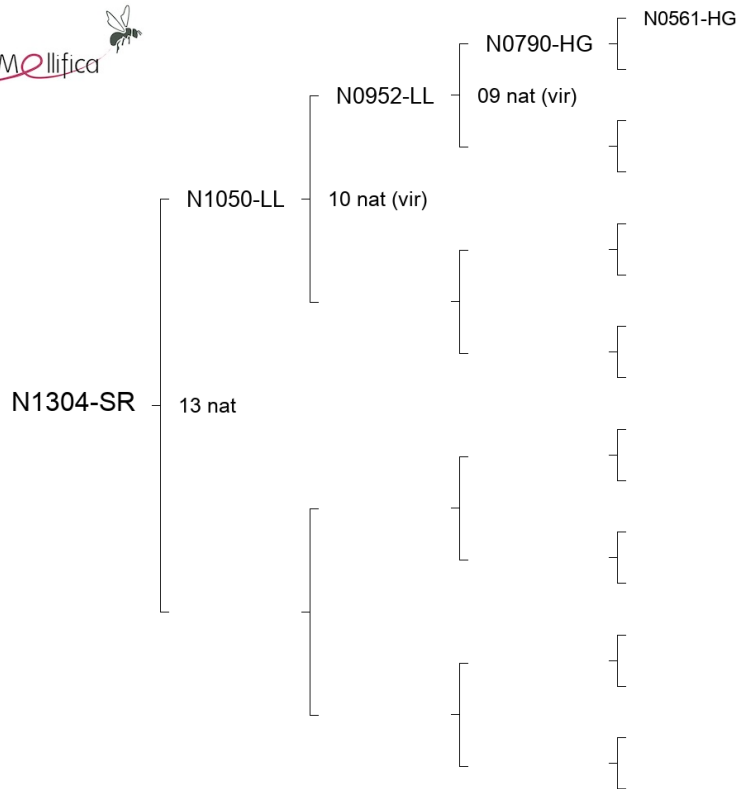 Mellifica
N0561-HG
N0790-HG
N0952-LL
09 nat (vir)
N1050-LL
10 nat (vir)
N1304-SR
13 nat